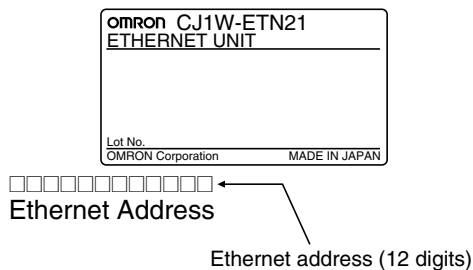 OMRON CJ1W-ETN21
ETHERNET UNIT
Lot No.
OMRON Corporation MADE IN JAPAN
□□□□□□□□□□□□
Ethernet Address
Ethernet address (12 digits)